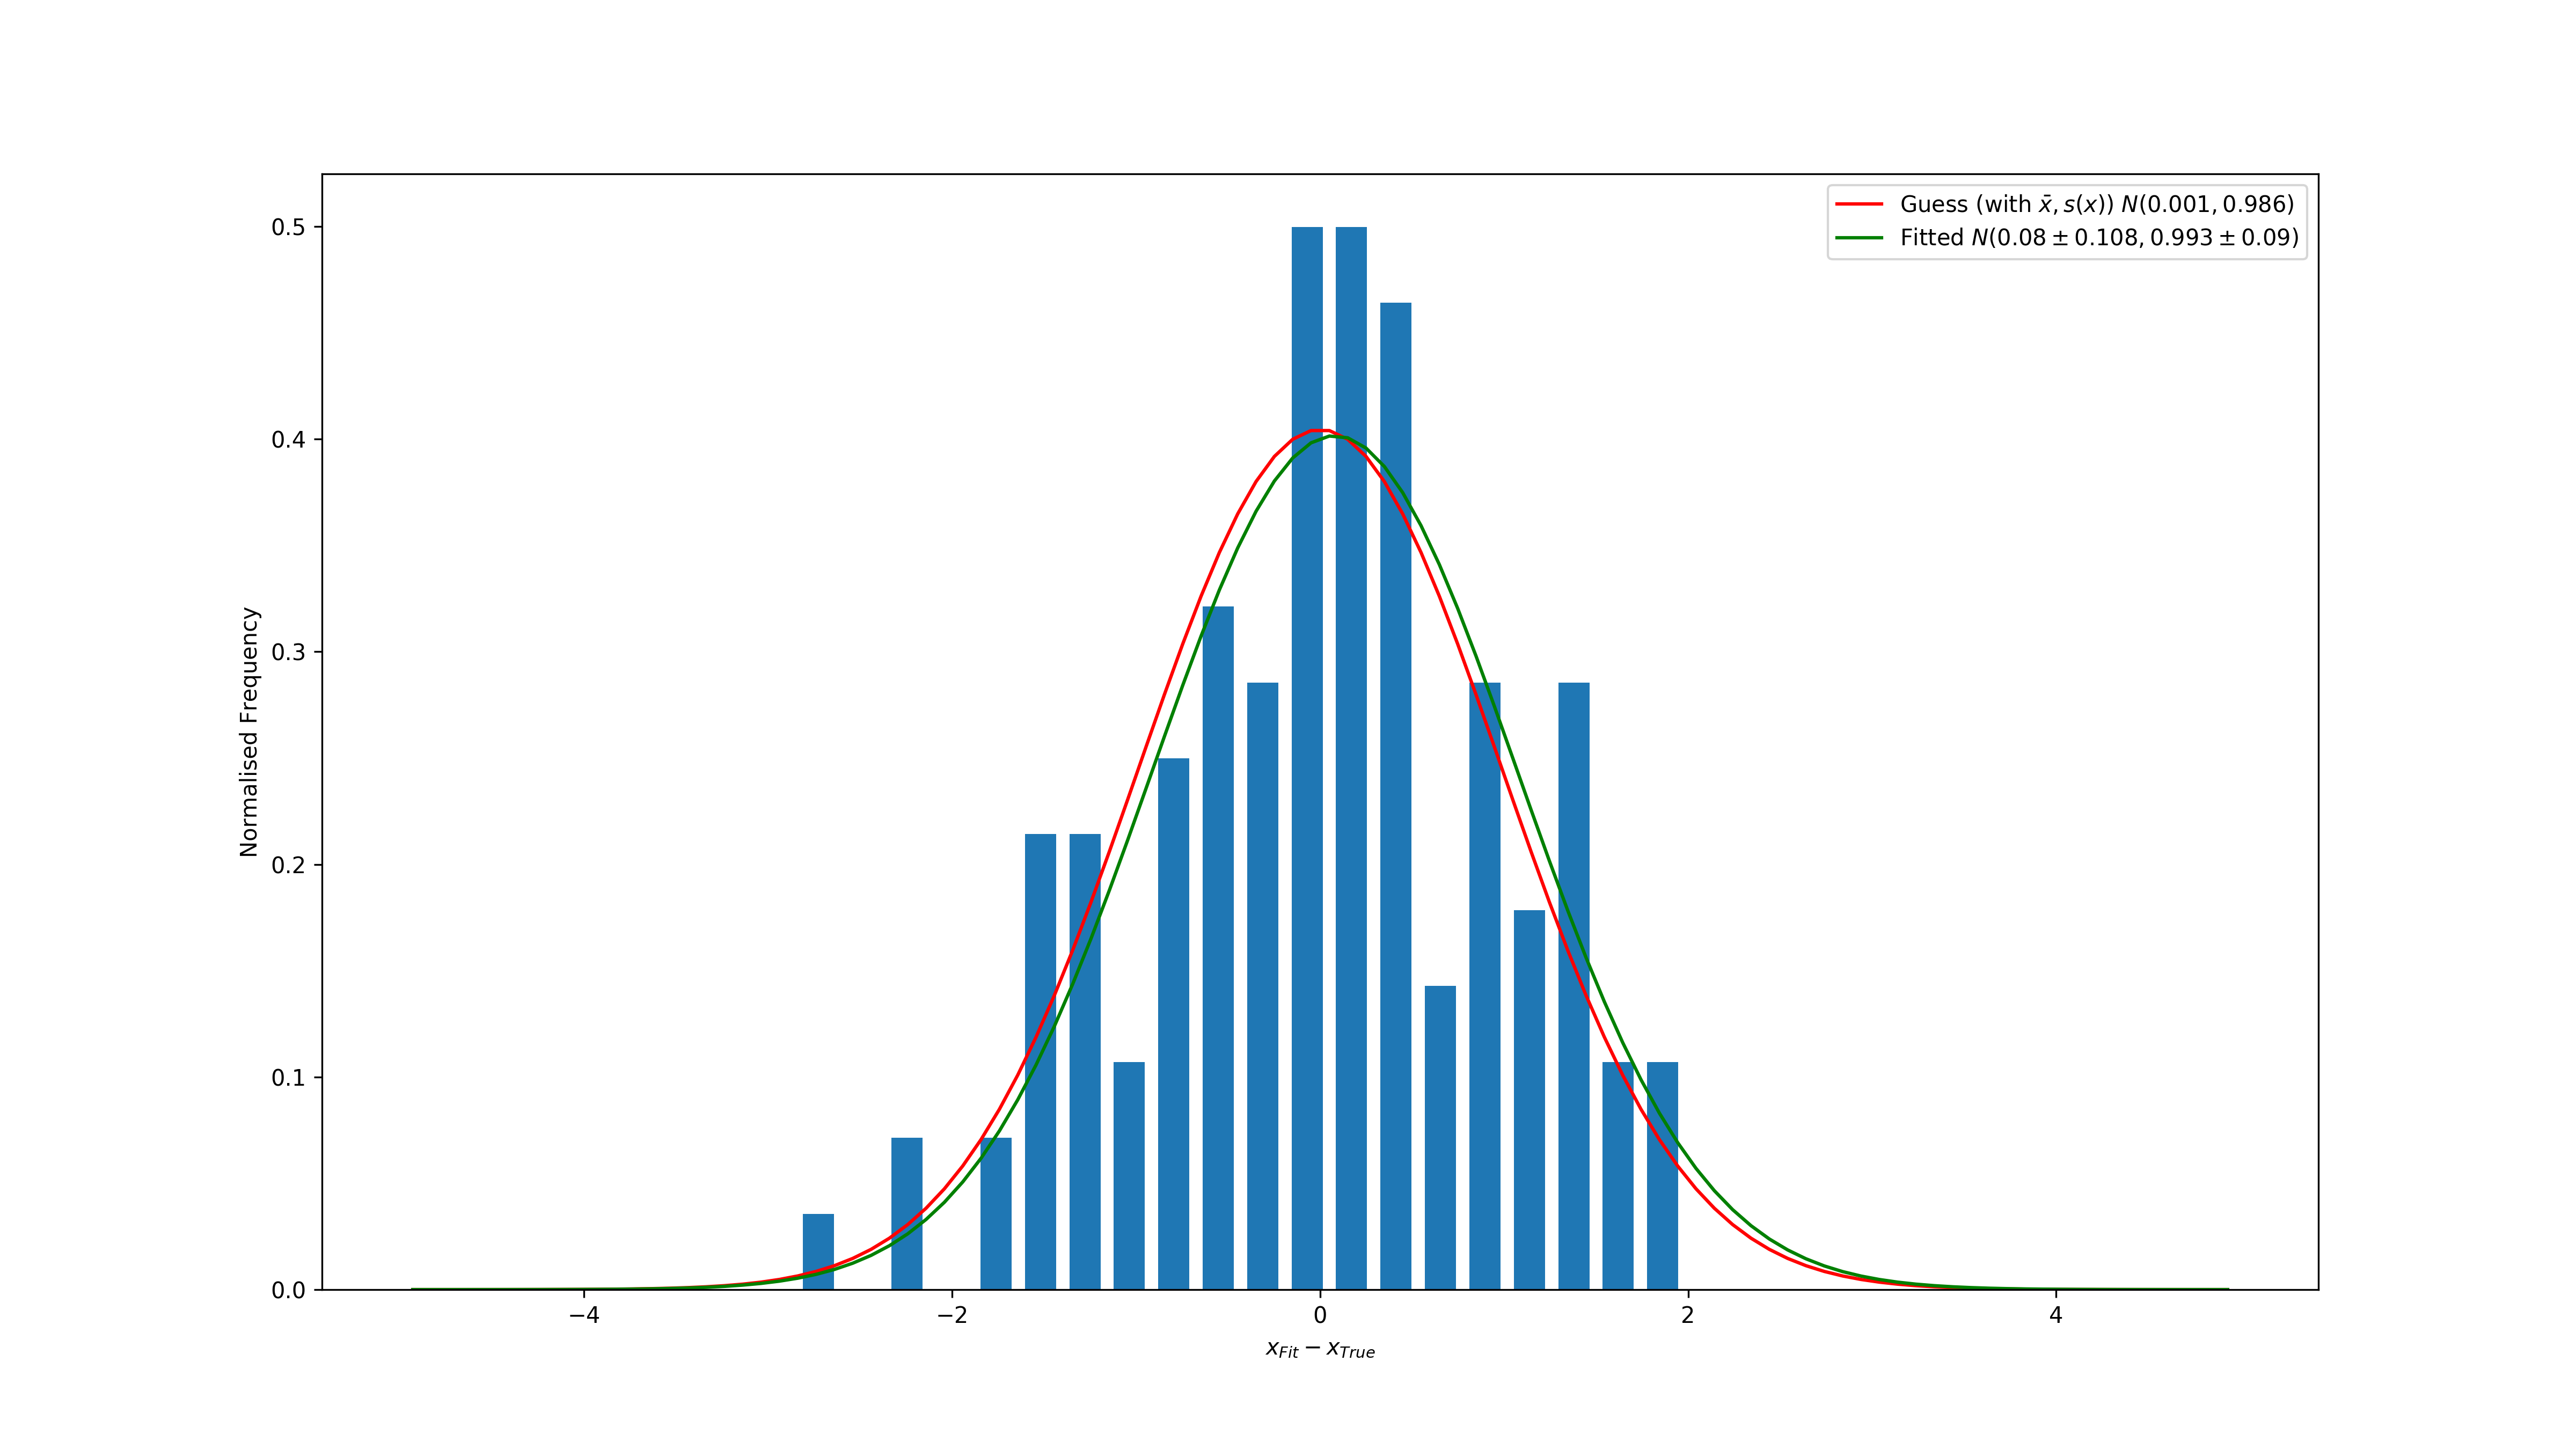 Guess (with x̄, s(x)) N(0.001, 0.986)
Fitted N(0.08 ± 0.108, 0.993 ± 0.09)
0.5
0.4
0.3
0.2
0.1
0.0
Normalised Frequency
−4 −2 0 2 4
x_Fit − x_True